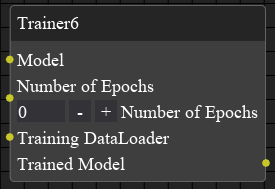 Trainer6
Model
Number of Epochs
0 - + Number of Epochs
Training DataLoader
Trained Model